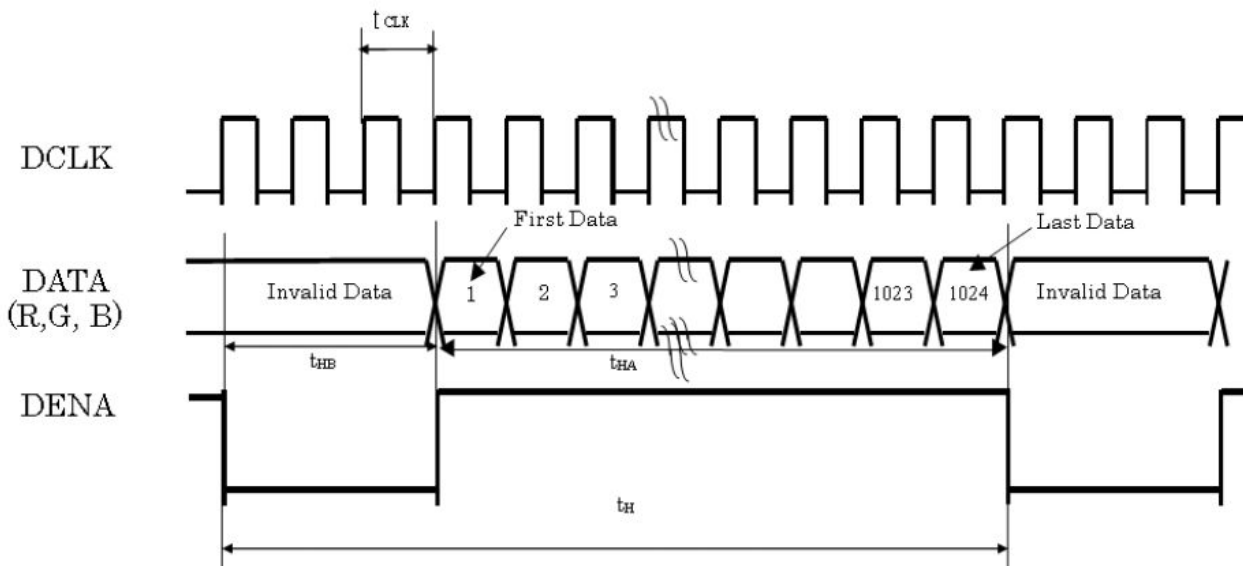 t CLK
DCLK
First Data
Last Data
DATA
(R,G, B)
Invalid Data
1
2
3
1023
1024
Invalid Data
tHB
tHA
DENA
tH